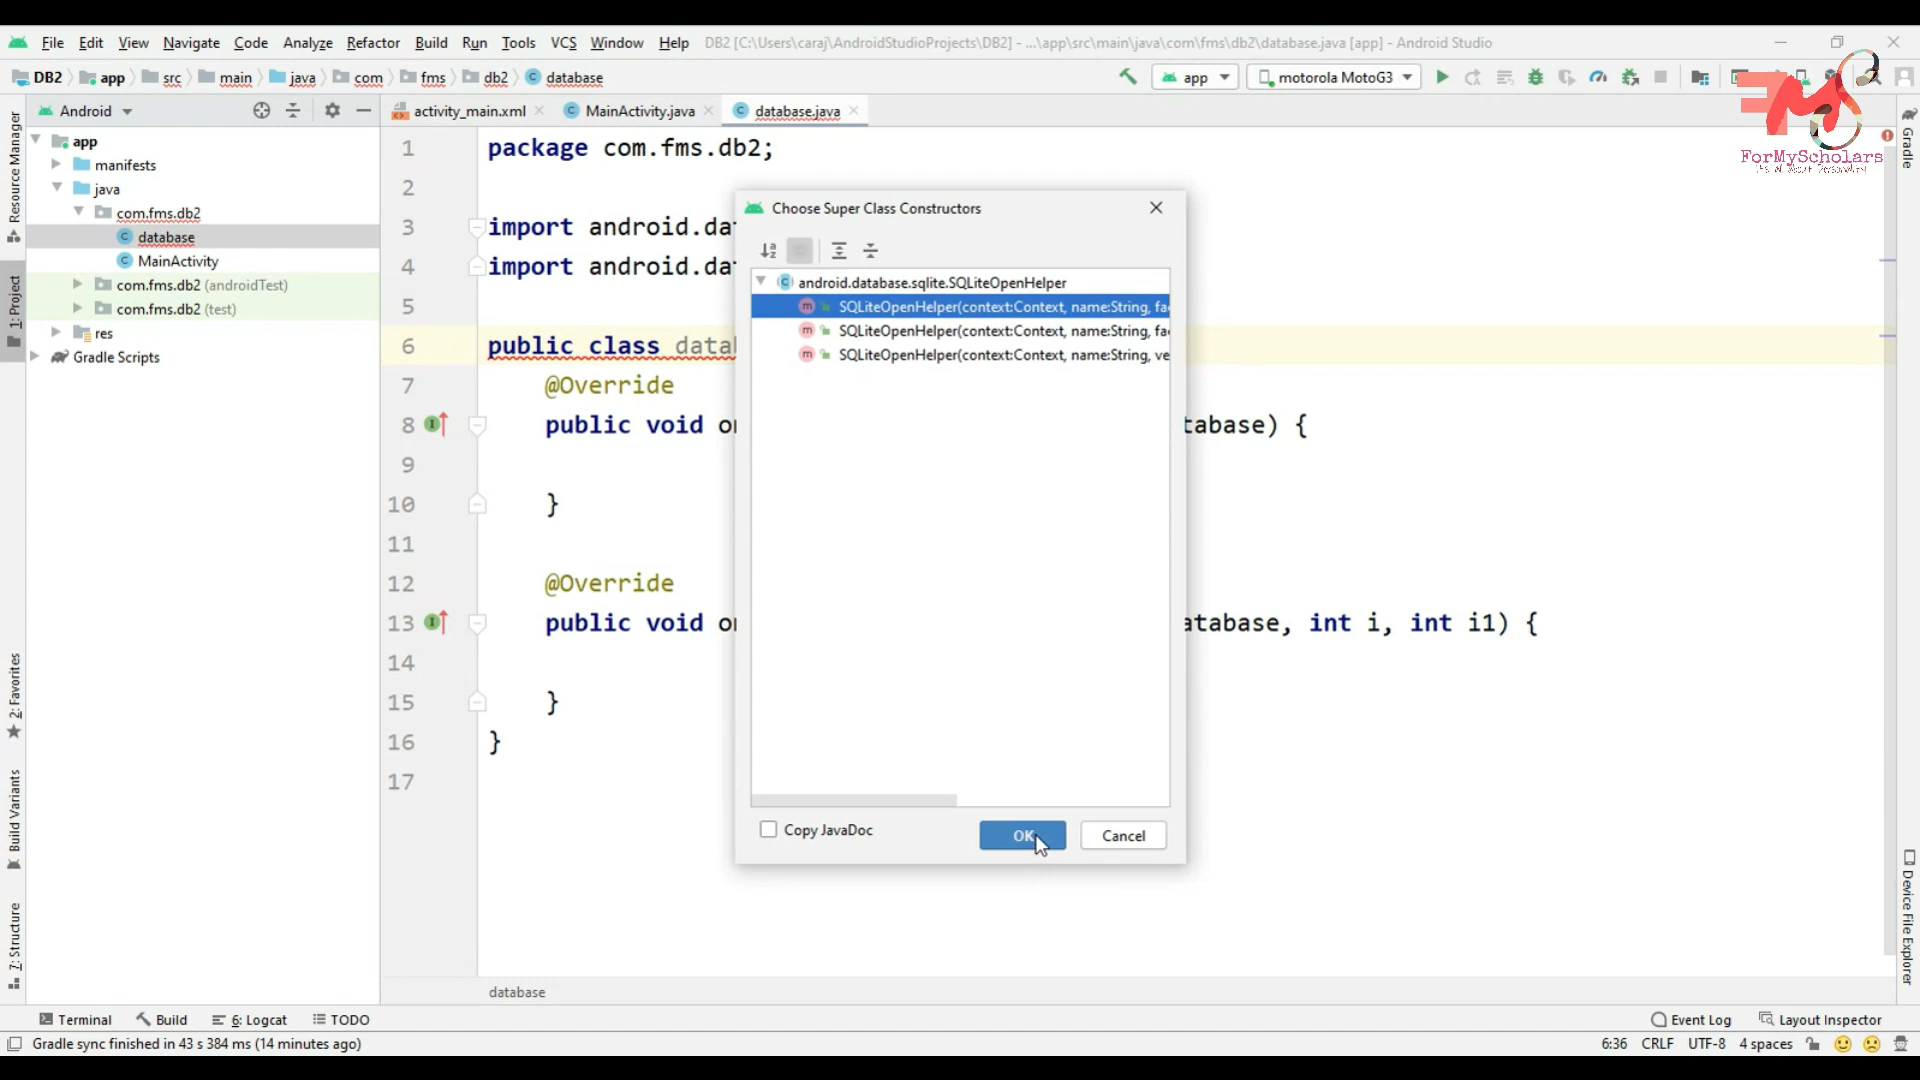 File Edit View Navigate Code Analyze Refactor Build Run Tools VCS Window Help DB2 [C:\Users\caraj\AndroidStudioProjects\DB2] - ...\app\src\main\java\com\fms\db2\database.java [app] - Android Studio
DB2 app src main java com fms db2 database app motorola MotoG3
Android activity_main.xml MainActivity.java database.java
ForMyScholars
app
manifests
java
com.fms.db2
database
MainActivity
com.fms.db2 (androidTest)
com.fms.db2 (test)
res
Gradle Scripts
Resource Manager
1: Project
2: Favorites
Build Variants
7: Structure
1 package com.fms.db2;
2
3 import android.da
4 import android.da
5
6 public class datab
7 @Override
8 public void on tabase) {
9
10 }
11
12 @Override
13 public void on atabase, int i, int i1) {
14
15 }
16 }
17
Choose Super Class Constructors
android.database.sqlite.SQLiteOpenHelper
SQLiteOpenHelper(context:Context, name:String, fa
SQLiteOpenHelper(context:Context, name:String, fa
SQLiteOpenHelper(context:Context, name:String, ve
Copy JavaDoc
OK Cancel
Gradle
Device File Explorer
database
Terminal Build 6: Logcat TODO Event Log Layout Inspector
Gradle sync finished in 43 s 384 ms (14 minutes ago) 6:36 CRLF UTF-8 4 spaces